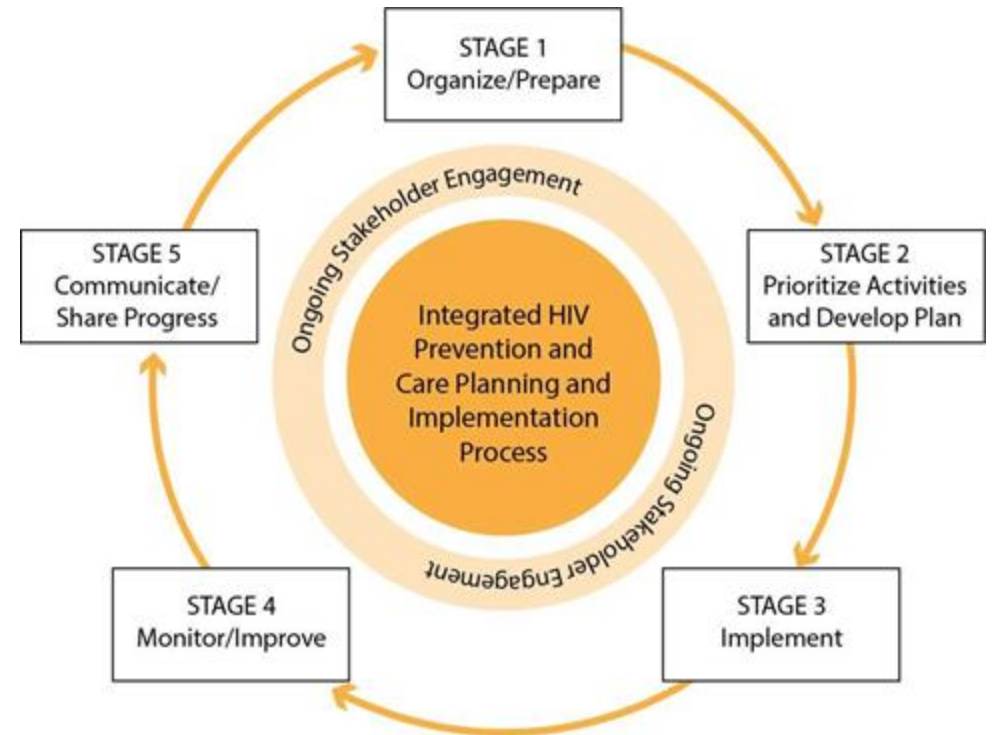 STAGE 1
Organize/Prepare
STAGE 2
Prioritize Activities
and Develop Plan
STAGE 3
Implement
STAGE 4
Monitor/Improve
STAGE 5
Communicate/
Share Progress
Ongoing Stakeholder Engagement
Ongoing Stakeholder Engagement
Integrated HIV
Prevention and
Care Planning and
Implementation
Process